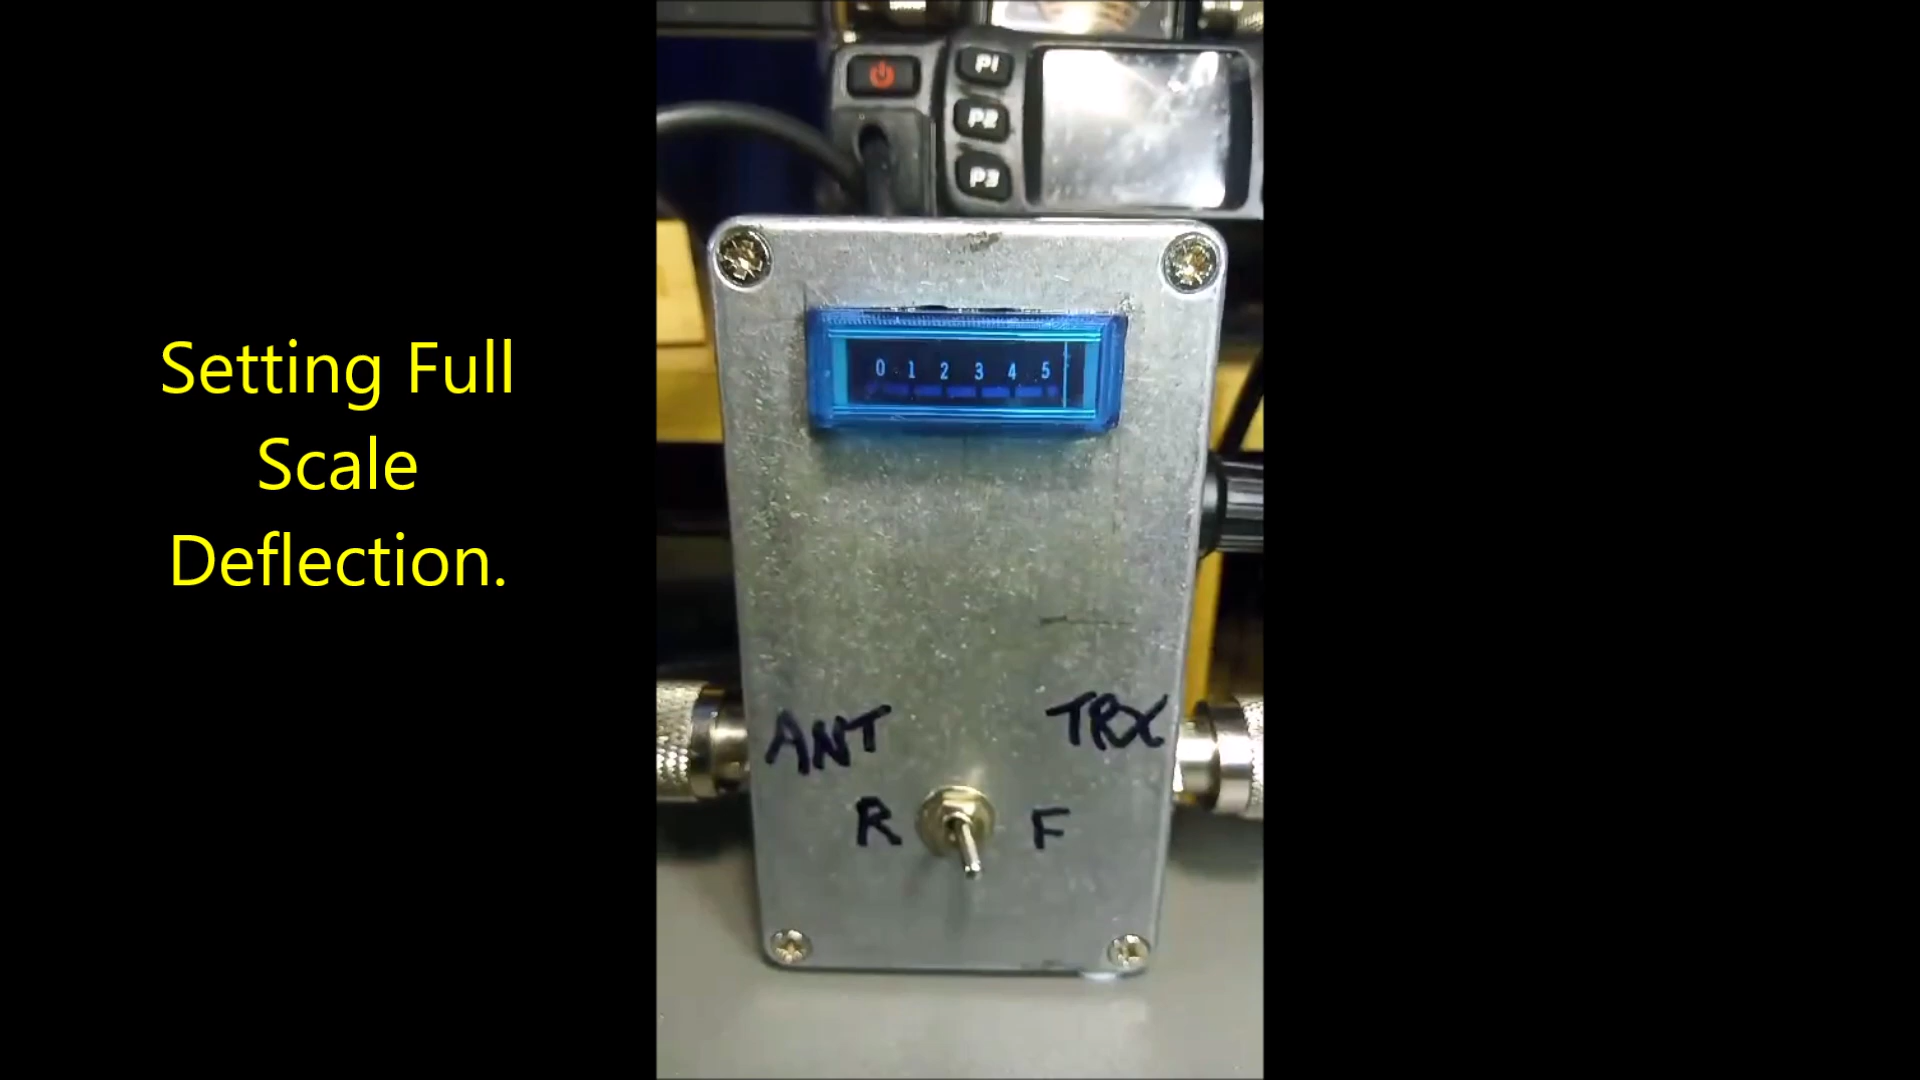 Setting Full
Scale
Deflection.
P1
P2
P3
0 1 2 3 4 5
ANT TRX
R F